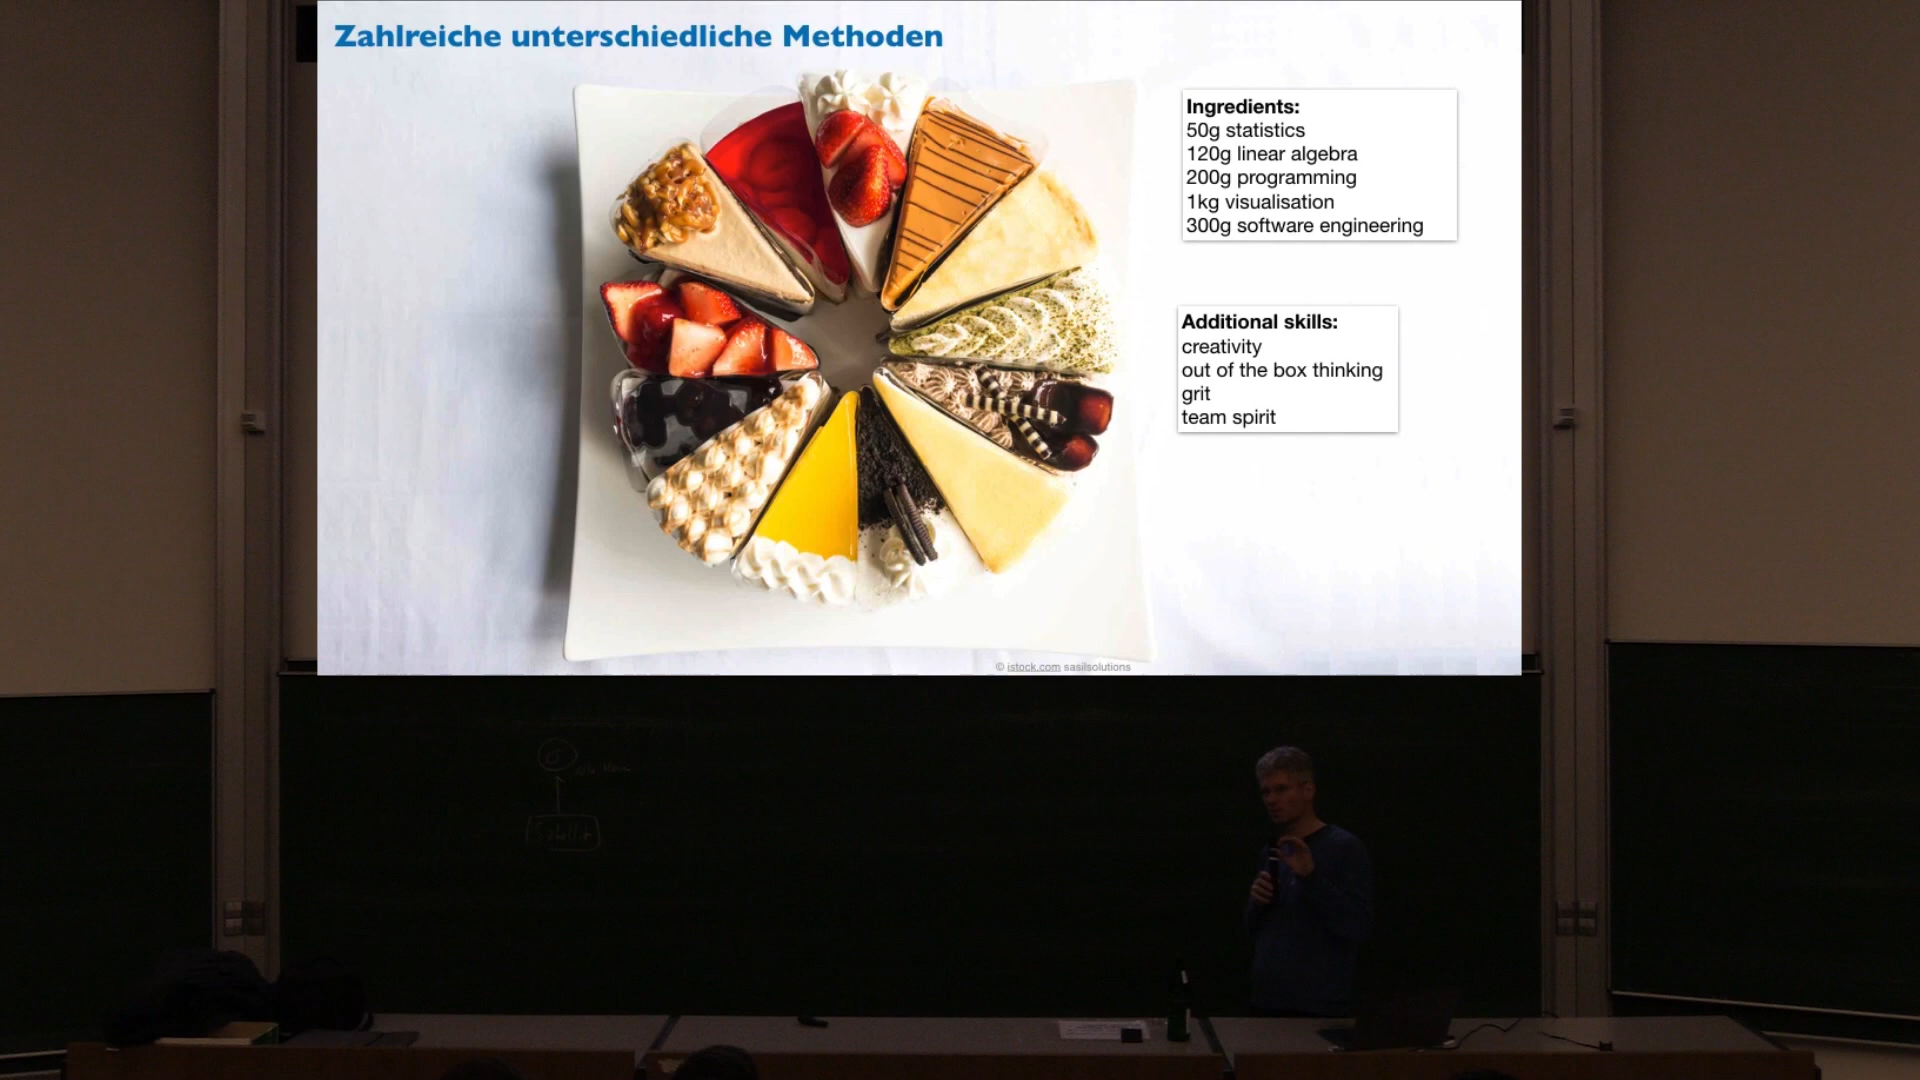 Zahlreiche unterschiedliche Methoden
Ingredients:
50g statistics
120g linear algebra
200g programming
1kg visualisation
300g software engineering
Additional skills:
creativity
out of the box thinking
grit
team spirit
© istock.com sasilsolutions
Satellit